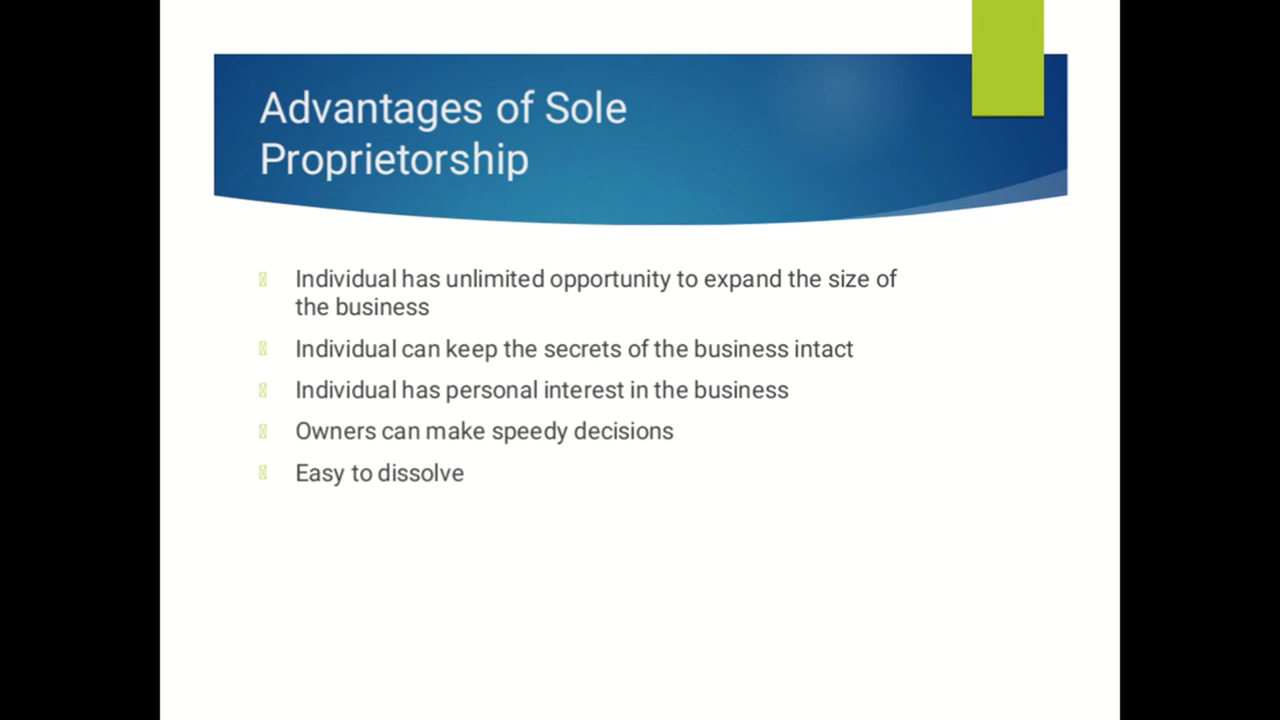 Advantages of Sole
Proprietorship
Individual has unlimited opportunity to expand the size of
the business
Individual can keep the secrets of the business intact
Individual has personal interest in the business
Owners can make speedy decisions
Easy to dissolve